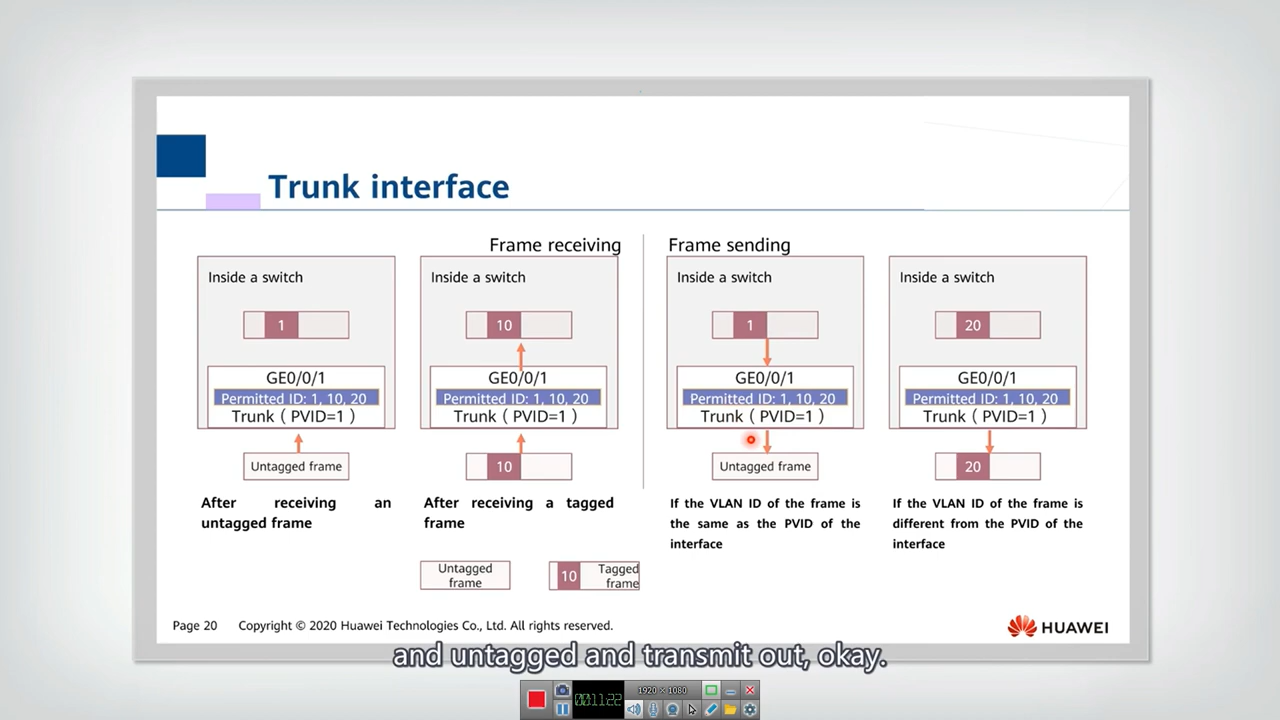 Trunk interface
Frame receiving
Frame sending
Inside a switch
1
GE0/0/1
Permitted ID: 1, 10, 20
Trunk ( PVID=1 )
Untagged frame
After receiving an
untagged frame
Inside a switch
10
GE0/0/1
Permitted ID: 1, 10, 20
Trunk ( PVID=1 )
10
After receiving a tagged
frame
Inside a switch
1
GE0/0/1
Permitted ID: 1, 10, 20
Trunk ( PVID=1 )
Untagged frame
If the VLAN ID of the frame is
the same as the PVID of the
interface
Inside a switch
20
GE0/0/1
Permitted ID: 1, 10, 20
Trunk ( PVID=1 )
20
If the VLAN ID of the frame is
different from the PVID of the
interface
Untagged
frame
10
Tagged
frame
Page 20 Copyright © 2020 Huawei Technologies Co., Ltd. All rights reserved.
HUAWEI
and untagged and transmit out, okay.
1920 × 1080